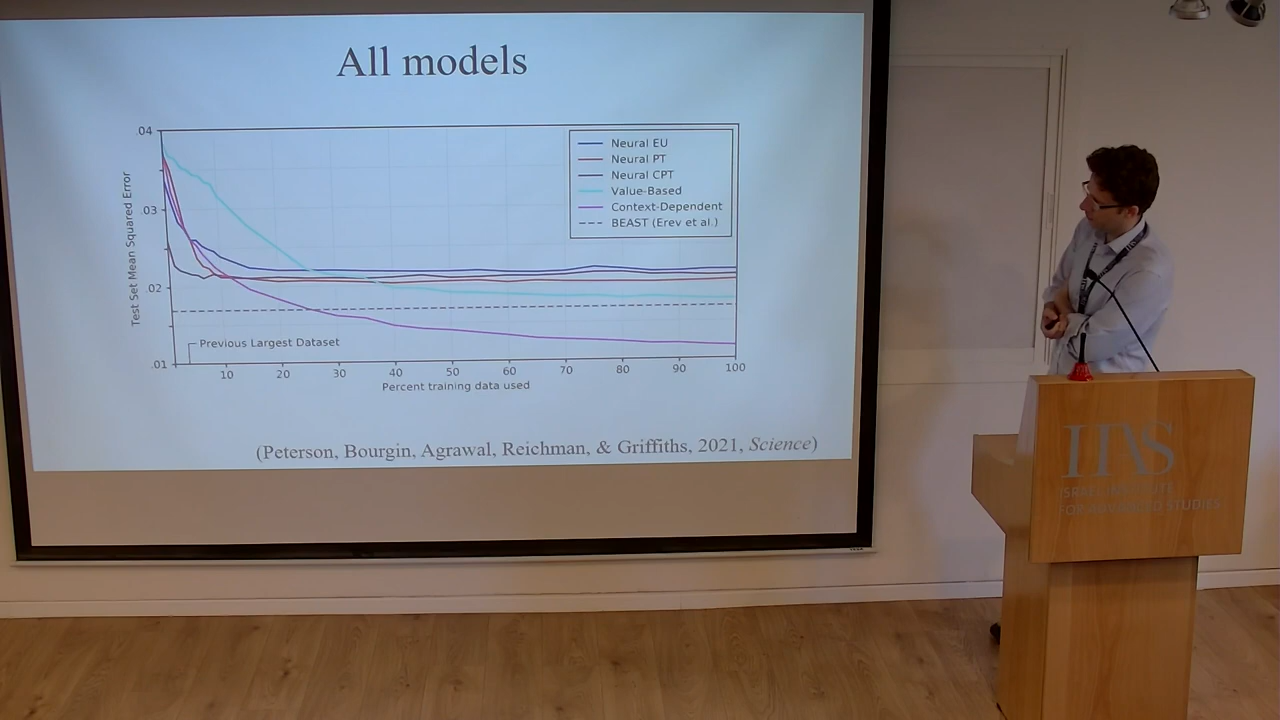 All models
.04
.03
.02
.01
Test Set Mean Squared Error
Neural EU
Neural PT
Neural CPT
Value-Based
Context-Dependent
BEAST (Erev et al.)
Previous Largest Dataset
10 20 30 40 50 60 70 80 90 100
Percent training data used
(Peterson, Bourgin, Agrawal, Reichman, & Griffiths, 2021, Science)
IIAS
ISRAEL INSTITUTE
FOR ADVANCED STUDIES